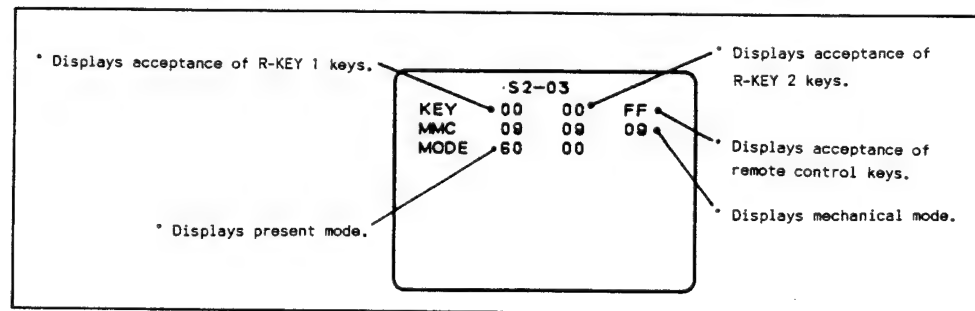 ° Displays acceptance of R-KEY 1 keys.
° Displays acceptance of
R-KEY 2 keys.
S2-03
KEY 00 00 FF
MMC 09 09 09
MODE 60 00
° Displays acceptance of
remote control keys.
° Displays mechanical mode.
° Displays present mode.